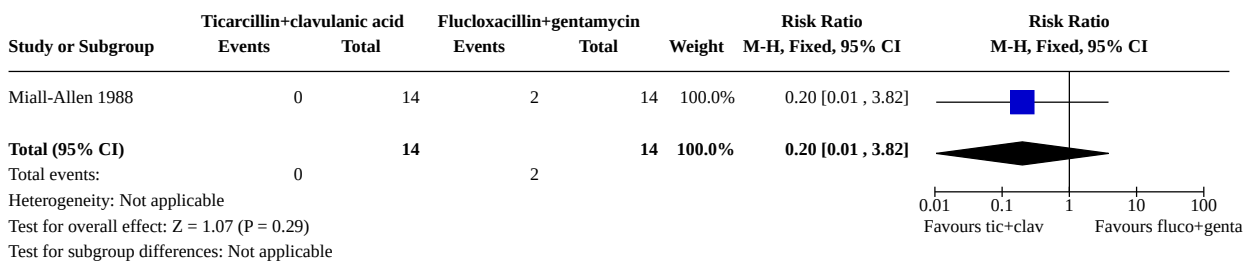 Ticarcillin+clavulanic acid Flucloxacillin+gentamycin Risk Ratio Risk Ratio
Study or Subgroup Events Total Events Total Weight M-H, Fixed, 95% CI M-H, Fixed, 95% CI
Miall-Allen 1988 0 14 2 14 100.0% 0.20 [0.01 , 3.82]
Total (95% CI) 14 14 100.0% 0.20 [0.01 , 3.82]
Total events: 0 2
Heterogeneity: Not applicable 0.01 0.1 1 10 100
Test for overall effect: Z = 1.07 (P = 0.29) Favours tic+clav Favours fluco+genta
Test for subgroup differences: Not applicable